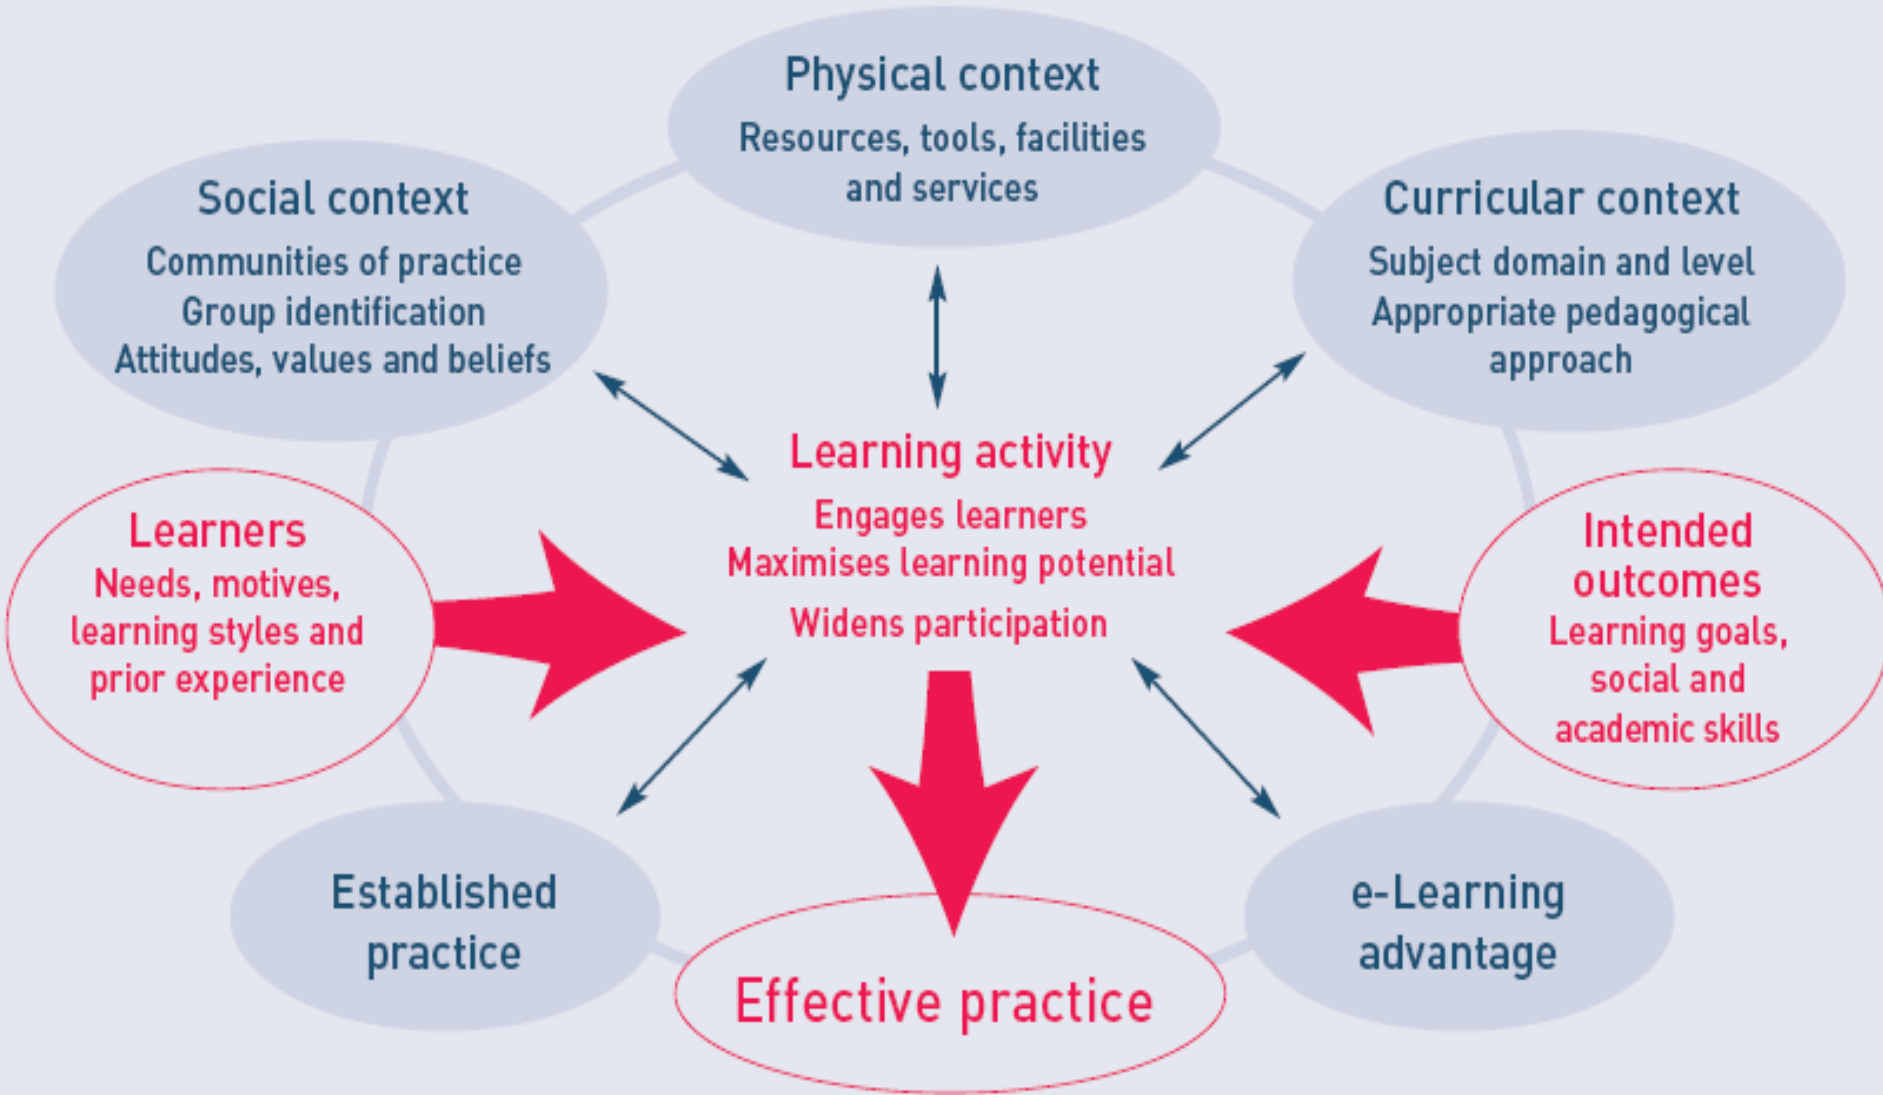 Physical context
Resources, tools, facilities
and services
Social context
Communities of practice
Group identification
Attitudes, values and beliefs
Curricular context
Subject domain and level
Appropriate pedagogical
approach
Learning activity
Engages learners
Maximises learning potential
Widens participation
Learners
Needs, motives,
learning styles and
prior experience
Intended
outcomes
Learning goals,
social and
academic skills
Established
practice
Effective practice
e-Learning
advantage